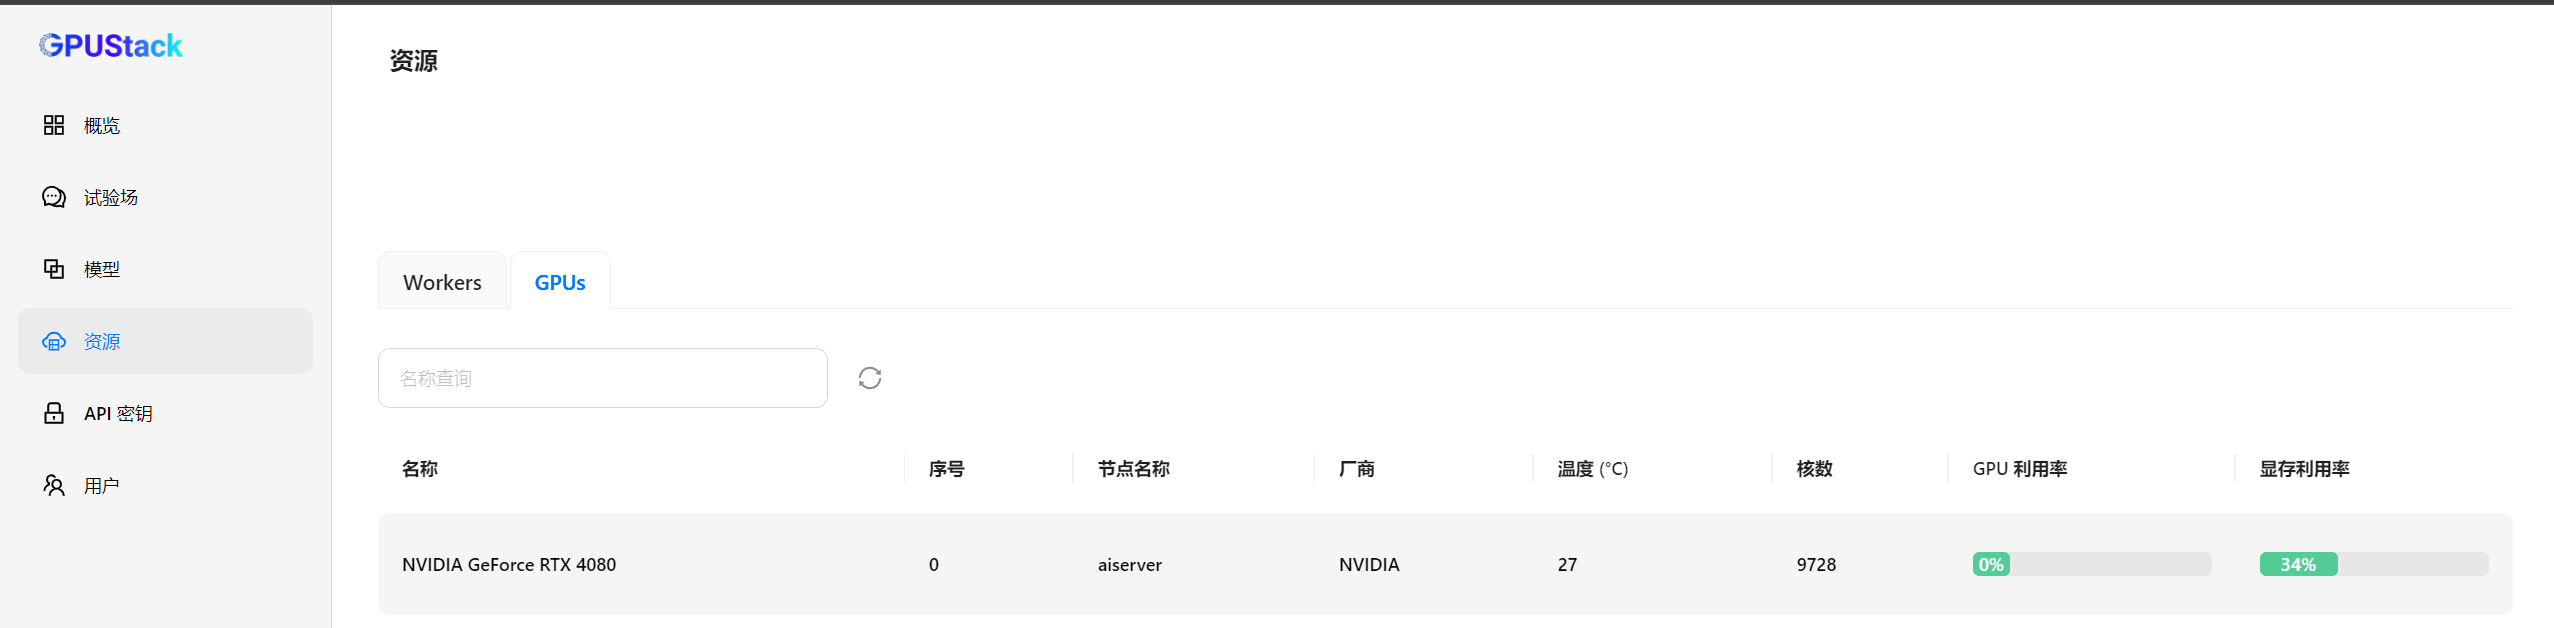 GPUStack
概览
试验场
模型
资源
API 密钥
用户
资源
Workers GPUs
名称查询
名称 序号 节点名称 厂商 温度 (°C) 核数 GPU 利用率 显存利用率
NVIDIA GeForce RTX 4080 0 aiserver NVIDIA 27 9728 0% 34%